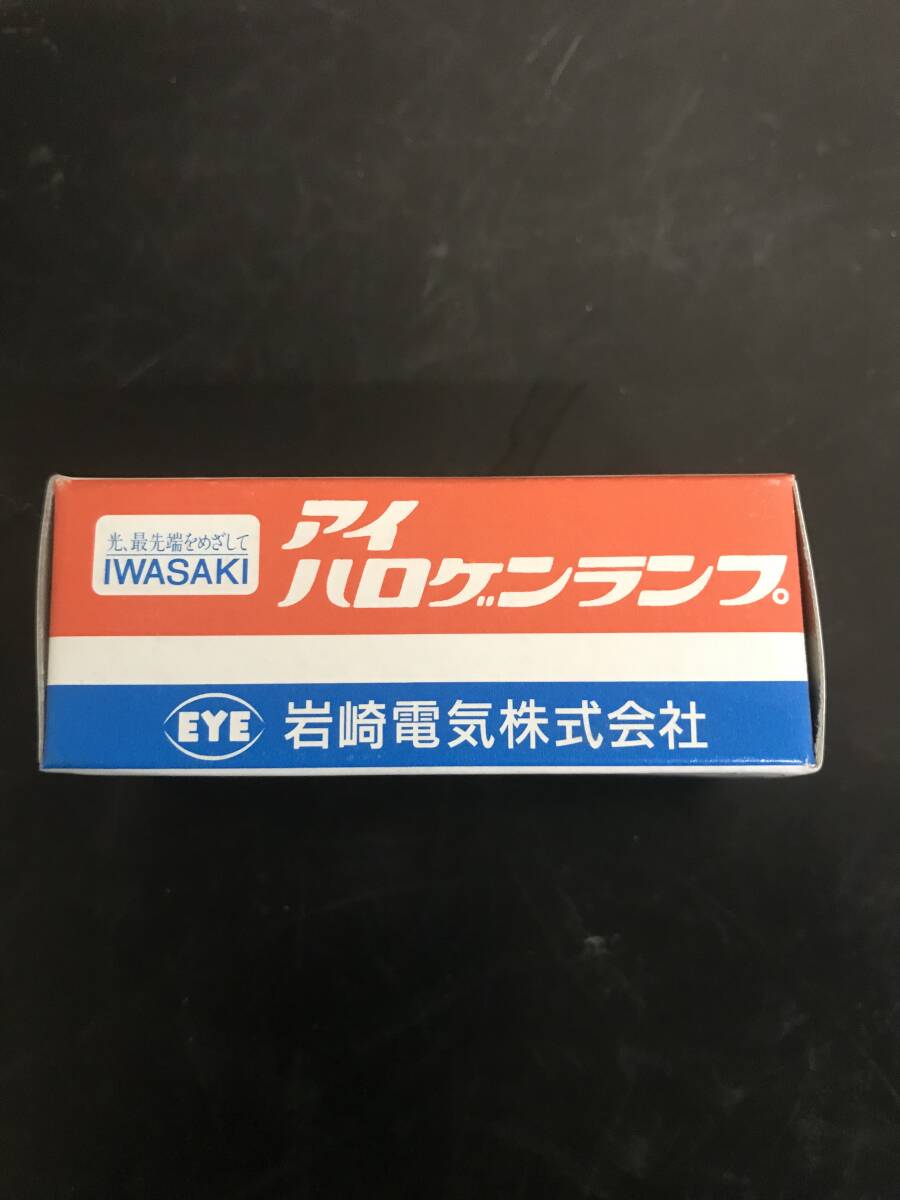 光、最先端をめざして
IWASAKI
アイ
ハロゲンランプ
EYE 岩崎電気株式会社